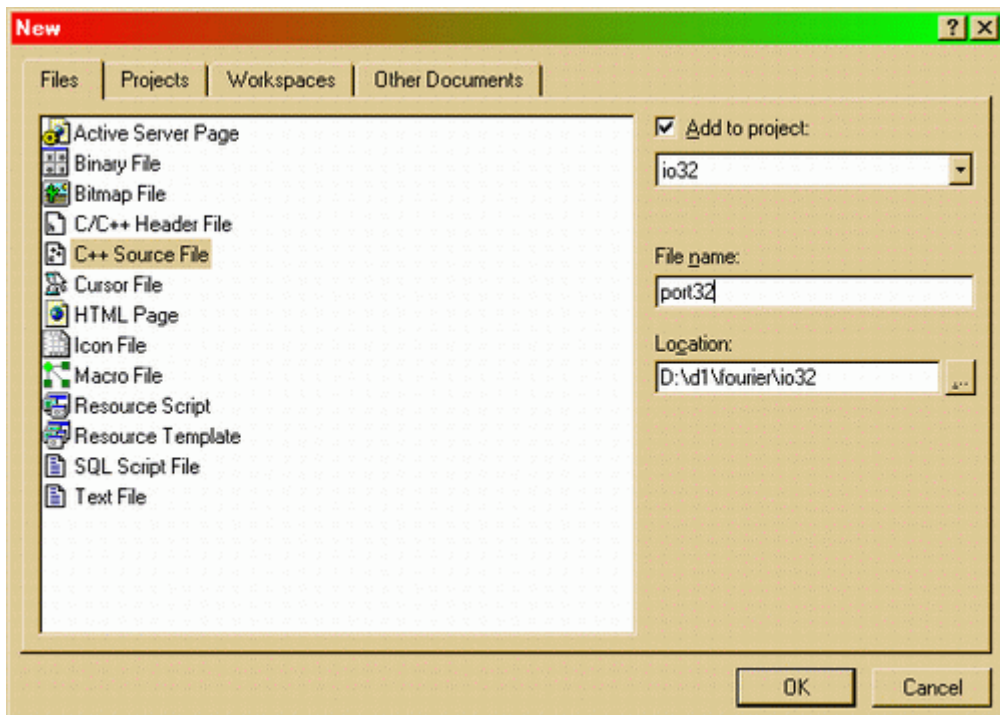 New
Files Projects Workspaces Other Documents
Active Server Page
Binary File
Bitmap File
C/C++ Header File
C++ Source File
Cursor File
HTML Page
Icon File
Macro File
Resource Script
Resource Template
SQL Script File
Text File
Add to project:
io32
File name:
port32
Location:
D:\d1\fourier\io32
...
OK Cancel